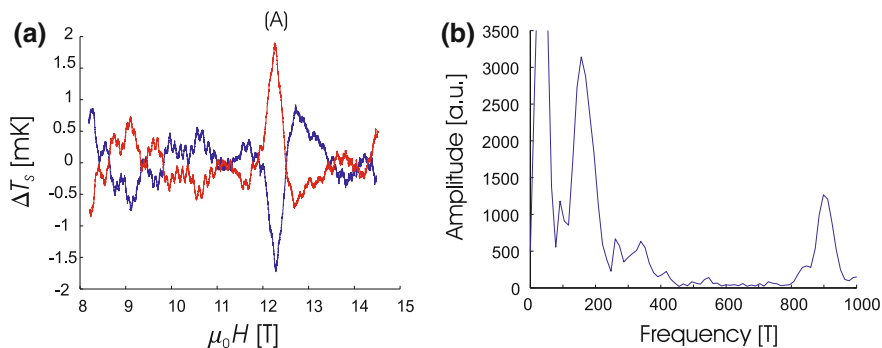 (a)
(A)
ΔTs [mK]
2
1.5
1
0.5
0
-0.5
-1
-1.5
-2
8 9 10 11 12 13 14 15
μ₀H [T]
(b)
Amplitude [a.u.]
3500
3000
2500
2000
1500
1000
500
0
0 200 400 600 800 1000
Frequency [T]